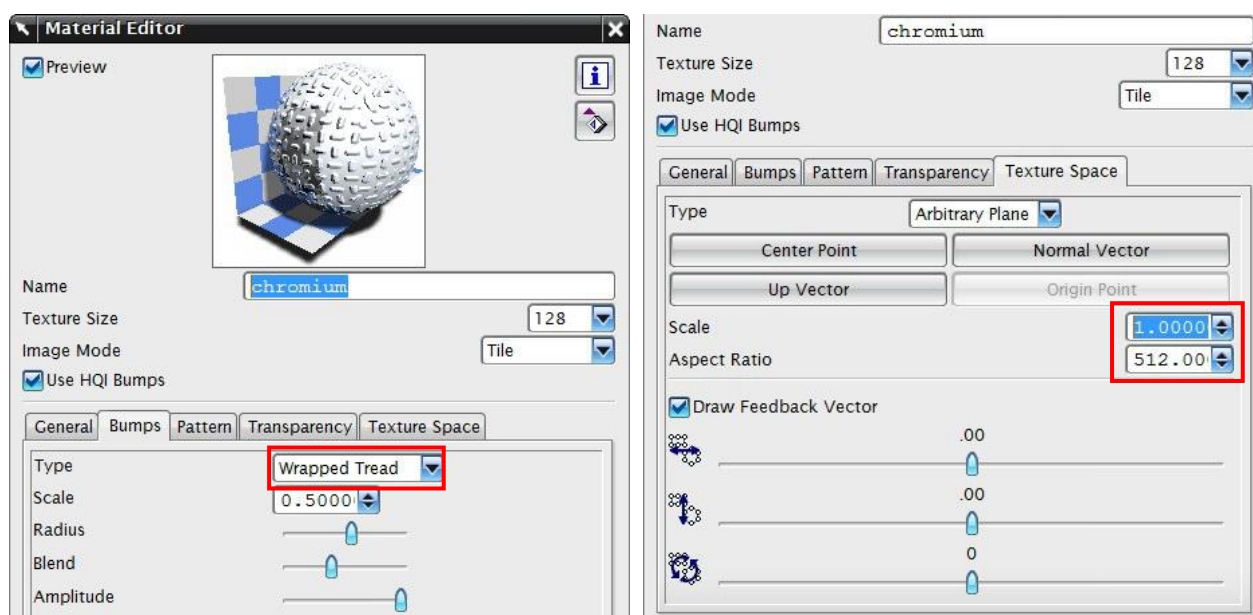 Material Editor
Preview
Name chromium
Texture Size 128
Image Mode Tile
Use HQI Bumps
General Bumps Pattern Transparency Texture Space
Type Wrapped Tread
Scale 0.5000
Radius
Blend
Amplitude
Name chromium
Texture Size 128
Image Mode Tile
Use HQI Bumps
General Bumps Pattern Transparency Texture Space
Type Arbitrary Plane
Center Point Normal Vector
Up Vector Origin Point
Scale 1.0000
Aspect Ratio 512.00
Draw Feedback Vector
.00
.00
0